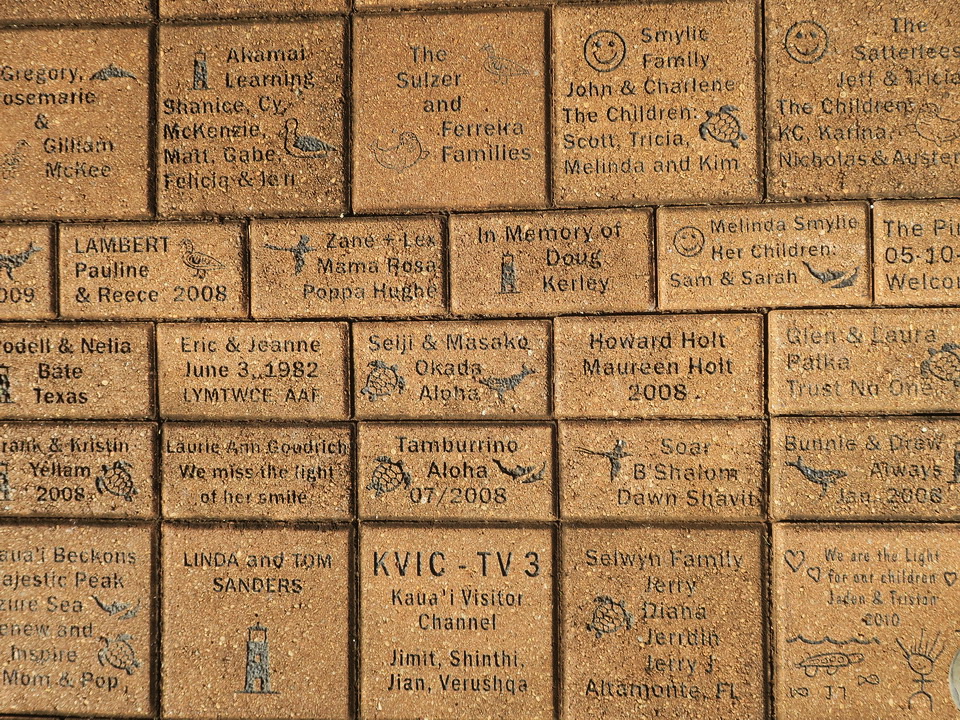 Gregory,
osemarie
&
Gilliam
McKee
Akamai
Learning
Shanice, Cy,
McKenzie,
Matt, Gabe,
Felicia & Jen
The
Sulzer
and
Ferreira
Families
Smylie
Family
John & Charlene
The Children:
Scott, Tricia,
Melinda and Kim
The
Satterlees
Jeff & Tricia
The Children:
KC, Karina,
Nicholas & Austen
009
LAMBERT
Pauline
& Reece 2008
Zane + Lex
Mama Rosa
Poppa Hughe
In Memory of
Doug
Kerley
Melinda Smylie
Her Children:
Sam & Sarah
The Pi
05-10-
Welco
odell & Nelia
Bate
Texas
Eric & Jeanne
June 3, 1982
LYMTWCE, AAF
Seiji & Masako
Okada
Aloha
Howard Holt
Maureen Holt
2008
Glen & Laura
Patka
Trust No One
rank & Kristin
Yellam
2008
Laurie Ann Goodrich
We miss the light
of her smile
Tamburrino
Aloha
07/2008
Soar
B'Shalom
Dawn Shavit
Bunnie & Drew
Always
Jan. 2008
aua'i Beckons
ajestic Peak
zure Sea
enew and
Inspire
Mom & Pop
LINDA and TOM
SANDERS
KVIC - TV 3
Kaua'i Visitor
Channel
Jimit, Shinthi,
Jian, Verushqa
Selwyn Family
Jerry
Diana
Jerridin
Jerry J
Altamonte, FL
We are the Light
for our children
Jaden & Tristan
2010